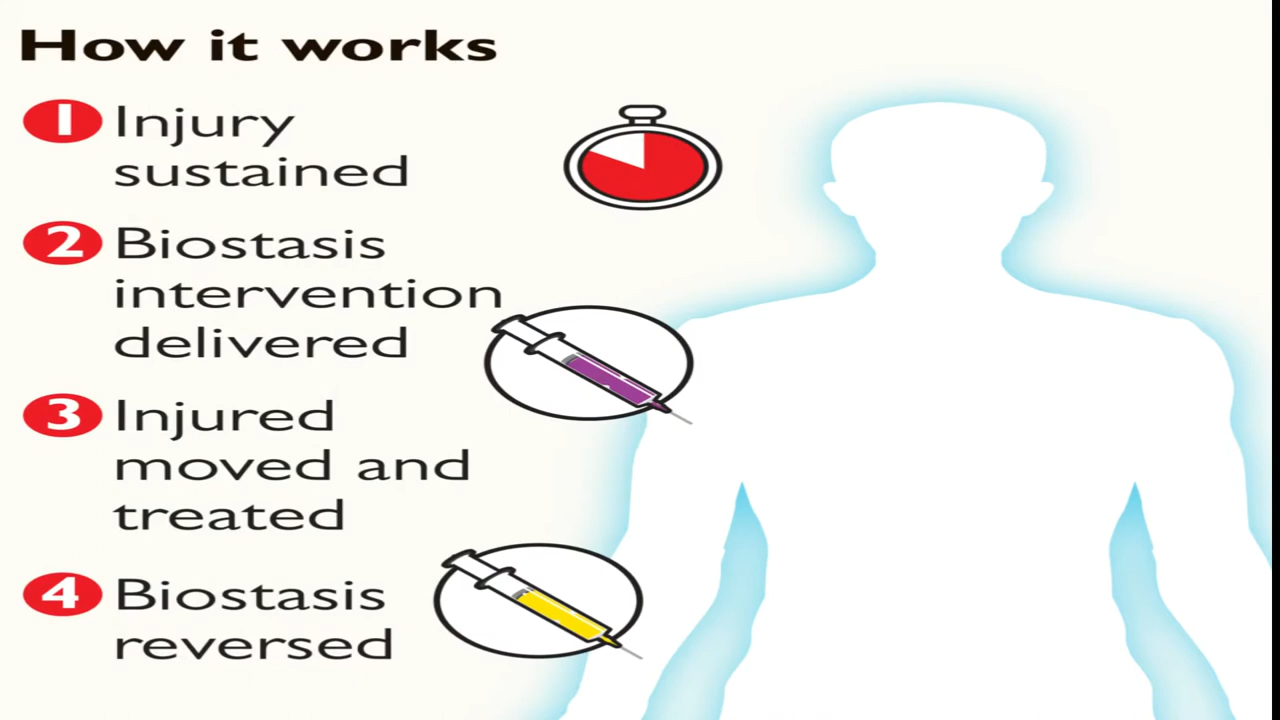 How it works
1 Injury
sustained
2 Biostasis
intervention
delivered
3 Injured
moved and
treated
4 Biostasis
reversed